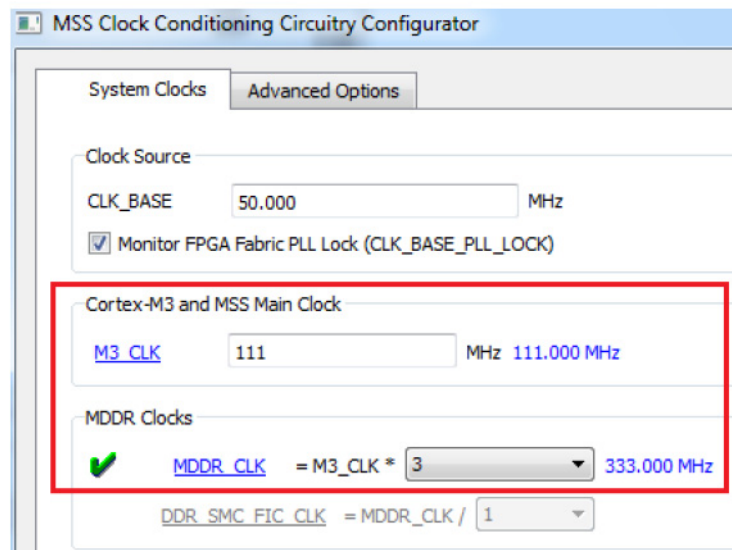 MSS Clock Conditioning Circuitry Configurator
System Clocks Advanced Options
Clock Source
CLK_BASE 50.000 MHz
Monitor FPGA Fabric PLL Lock (CLK_BASE_PLL_LOCK)
Cortex-M3 and MSS Main Clock
M3_CLK 111 MHz 111.000 MHz
MDDR Clocks
MDDR_CLK = M3_CLK * 3 333.000 MHz
DDR_SMC_FIC_CLK = MDDR_CLK / 1